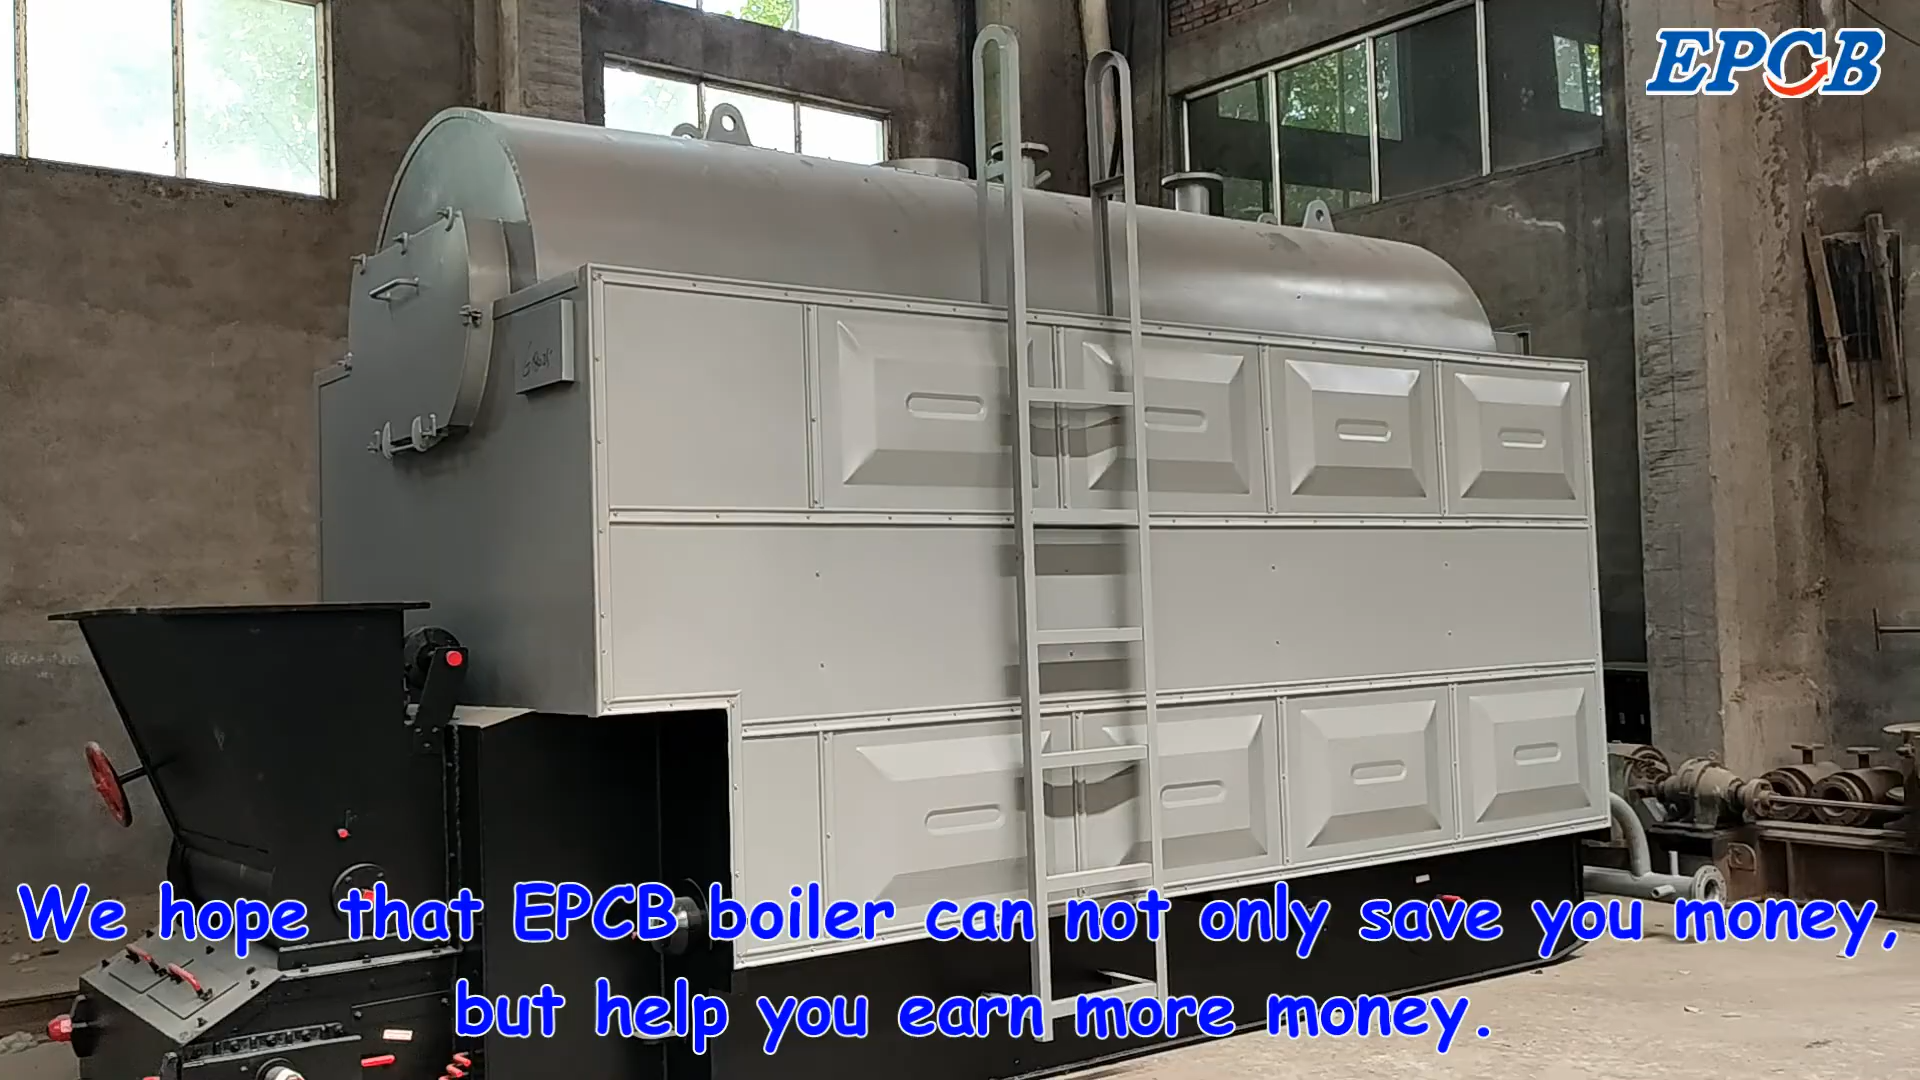 EPCB
We hope that EPCB boiler can not only save you money,
but help you earn more money.